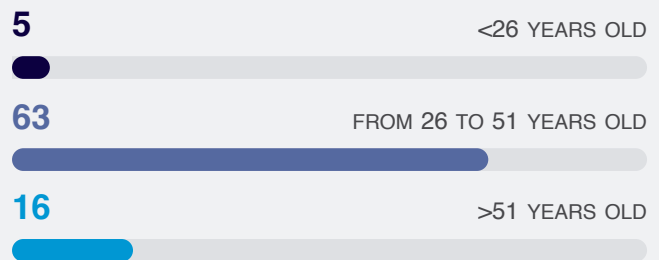 5 <26 YEARS OLD
63 FROM 26 TO 51 YEARS OLD
16 >51 YEARS OLD